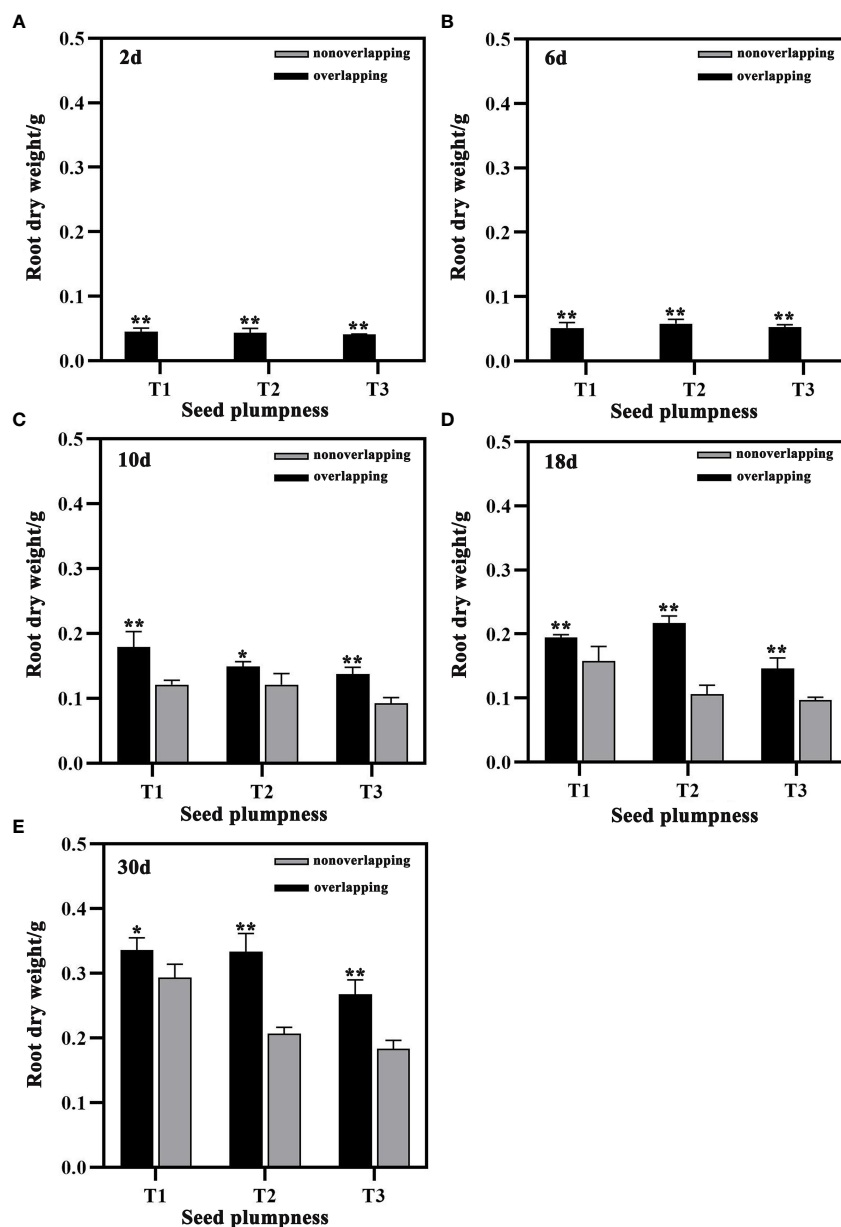 A
2d
nonoverlapping
overlapping
Root dry weight/g
0.5
0.4
0.3
0.2
0.1
0.0
** ** **
T1 T2 T3
Seed plumpness
B
6d
nonoverlapping
overlapping
Root dry weight/g
0.5
0.4
0.3
0.2
0.1
0.0
** ** **
T1 T2 T3
Seed plumpness
C
10d
nonoverlapping
overlapping
Root dry weight/g
0.5
0.4
0.3
0.2
0.1
0.0
** * **
T1 T2 T3
Seed plumpness
D
18d
nonoverlapping
overlapping
Root dry weight/g
0.5
0.4
0.3
0.2
0.1
0.0
** ** **
T1 T2 T3
Seed plumpness
E
30d
nonoverlapping
overlapping
Root dry weight/g
0.5
0.4
0.3
0.2
0.1
0.0
* ** **
T1 T2 T3
Seed plumpness